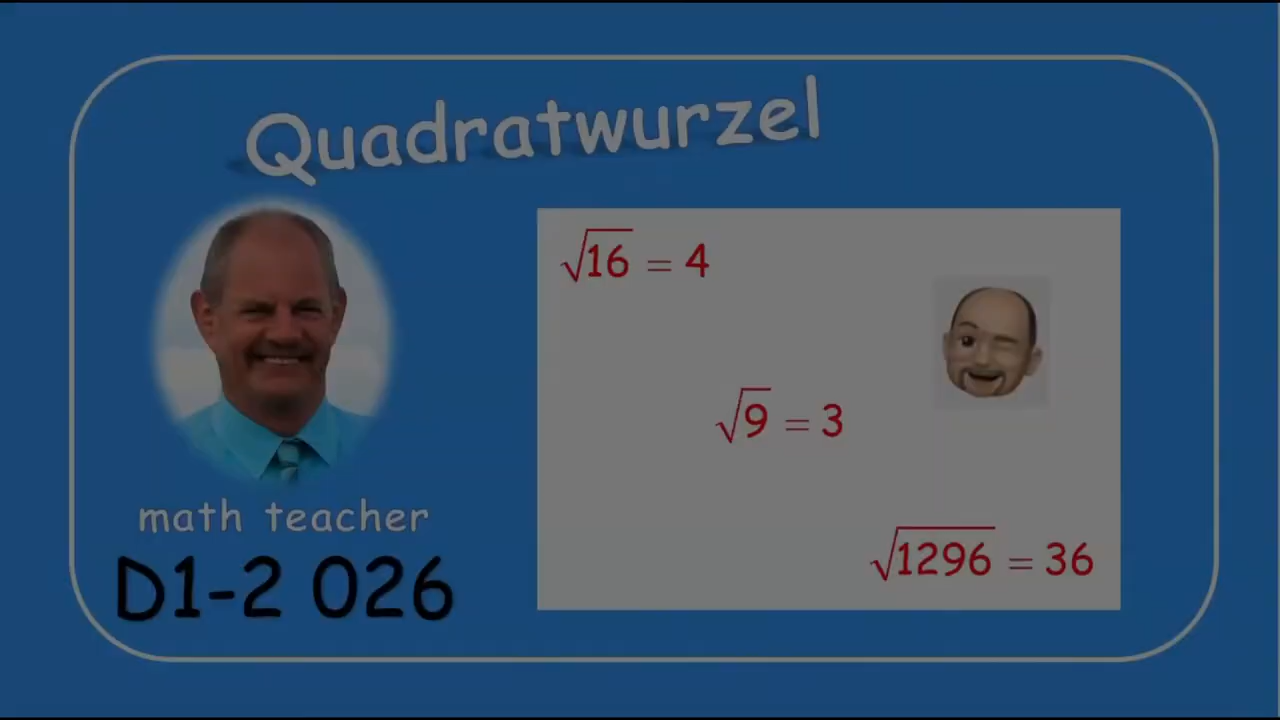 Quadratwurzel
√16 = 4
√9 = 3
√1296 = 36
math teacher
D1-2 026